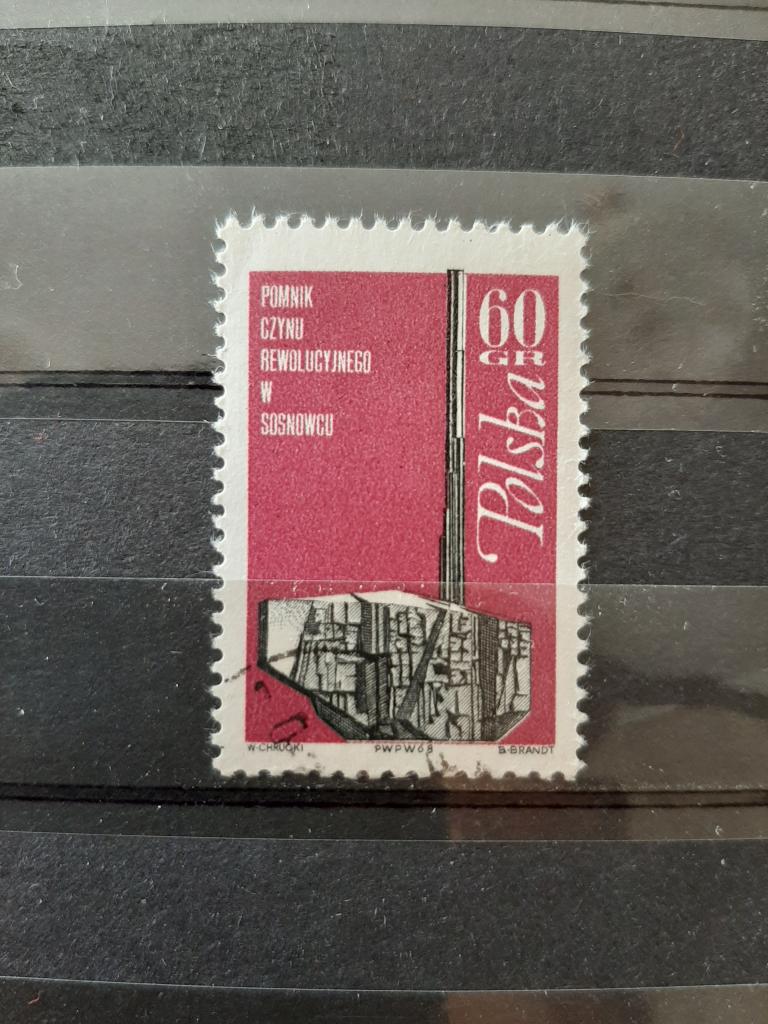 POMNIK
CZYNU
REWOLUCYJNEGO
W
SOSNOWCU
60
GR
Polska
W·CHRUCKI PWPW68 B·BRANDT